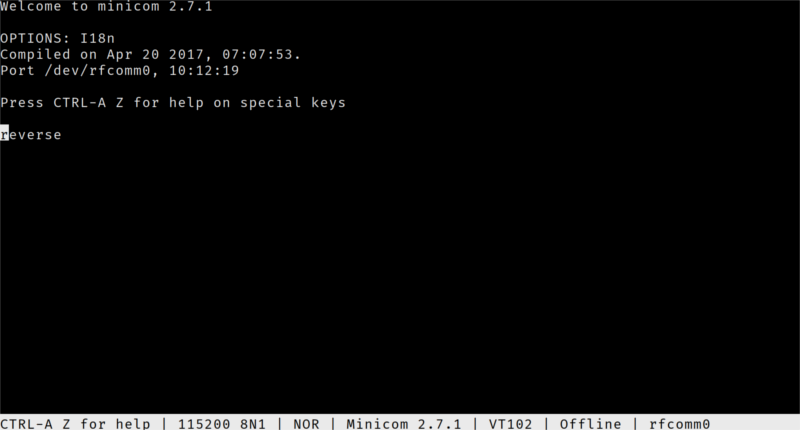 Welcome to minicom 2.7.1
OPTIONS: I18n
Compiled on Apr 20 2017, 07:07:53.
Port /dev/rfcomm0, 10:12:19
Press CTRL-A Z for help on special keys
reverse
CTRL-A Z for help | 115200 8N1 | NOR | Minicom 2.7.1 | VT102 | Offline | rfcomm0